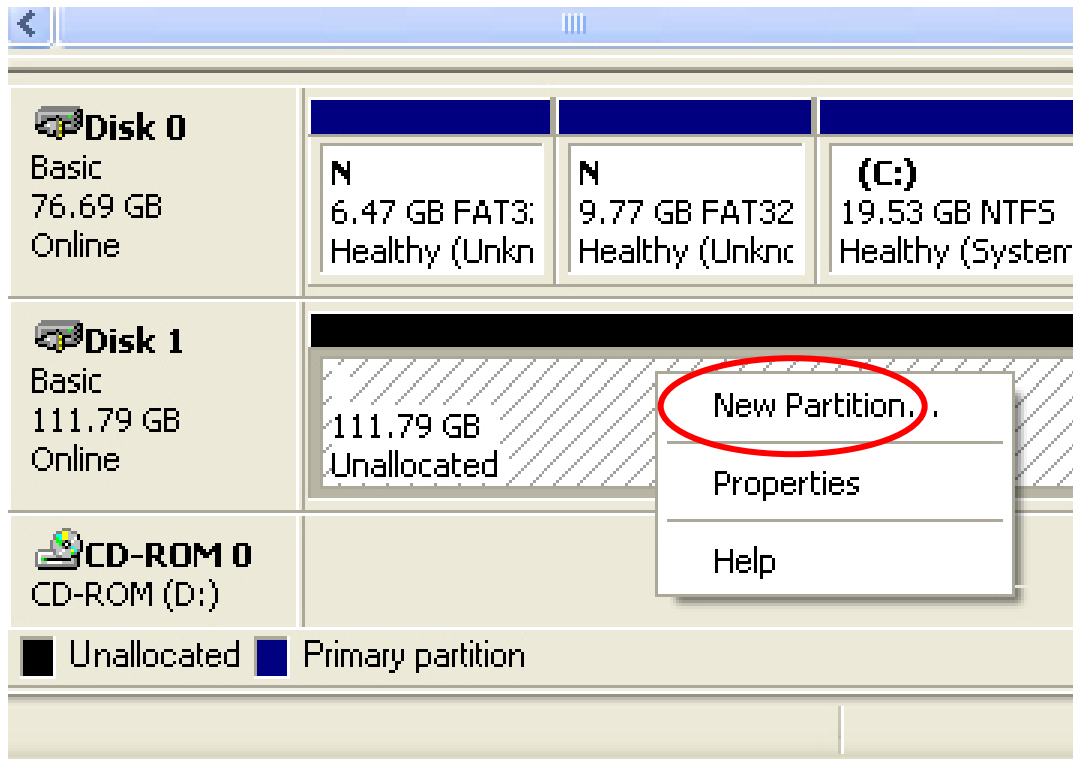 Disk 0
Basic
76.69 GB
Online
N
6.47 GB FAT3
Healthy (Unkn
N
9.77 GB FAT32
Healthy (Unknc
(C:)
19.53 GB NTFS
Healthy (System
Disk 1
Basic
111.79 GB
Online
111.79 GB
Unallocated
New Partition...
Properties
Help
CD-ROM 0
CD-ROM (D:)
Unallocated Primary partition